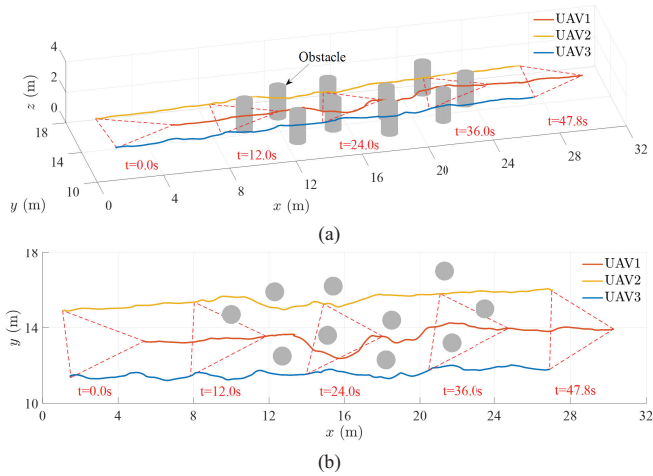 UAV1
UAV2
UAV3
Obstacle
4
2
0
z (m)
18
14
10
y (m)
t=0.0s
t=12.0s
t=24.0s
t=36.0s
t=47.8s
0
4
8
12
16
20
24
28
32
x (m)
(a)
18
14
10
y (m)
UAV1
UAV2
UAV3
t=0.0s
t=12.0s
t=24.0s
t=36.0s
t=47.8s
0
4
8
12
16
20
24
28
32
x (m)
(b)